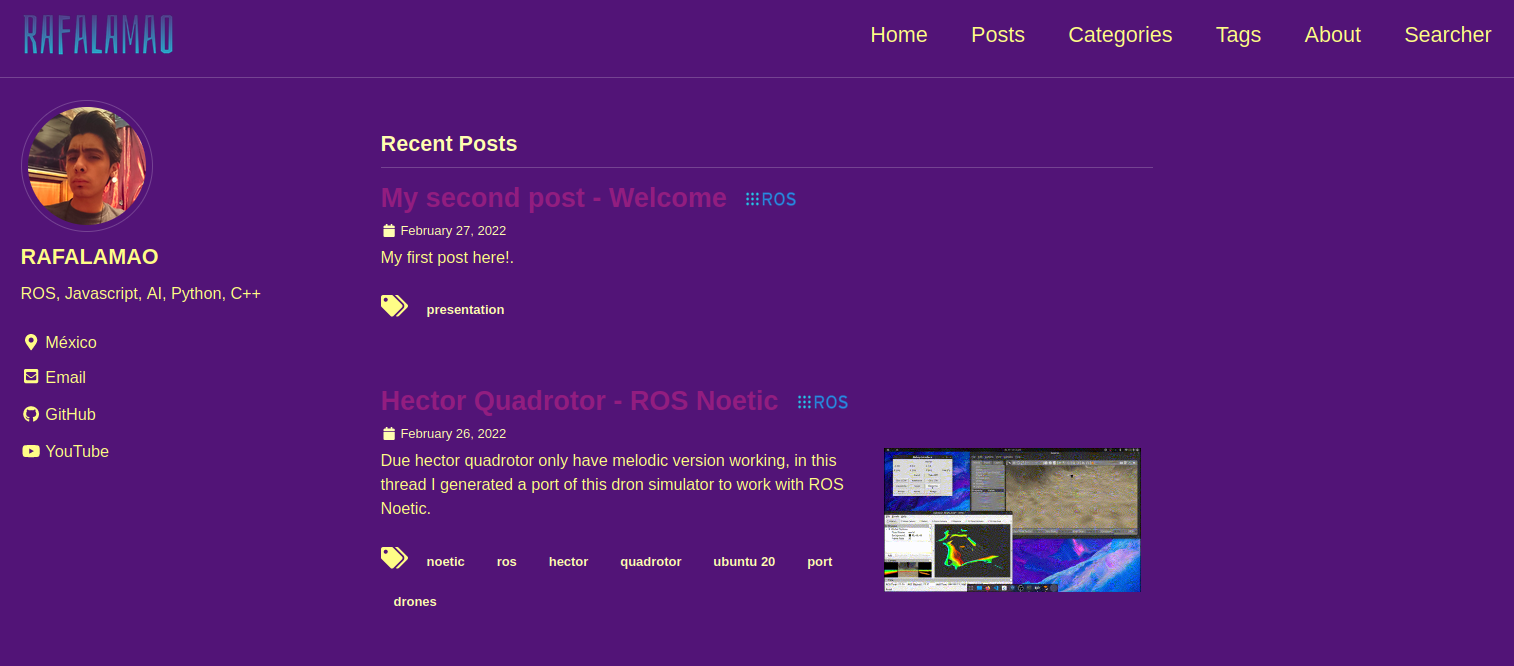 RAFALAMAO
Home Posts Categories Tags About Searcher
RAFALAMAO
ROS, Javascript, AI, Python, C++
México
Email
GitHub
YouTube
Recent Posts
My second post - Welcome ROS
February 27, 2022
My first post here!.
presentation
Hector Quadrotor - ROS Noetic ROS
February 26, 2022
Due hector quadrotor only have melodic version working, in this
thread I generated a port of this dron simulator to work with ROS
Noetic.
noetic ros hector quadrotor ubuntu 20 port
drones